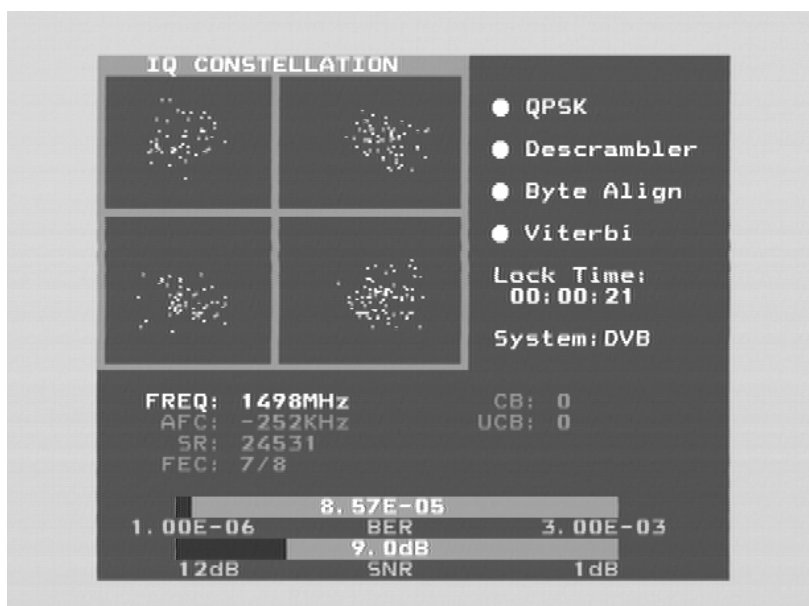 IQ CONSTELLATION
QPSK
Descrambler
Byte Align
Viterbi
Lock Time:
00:00:21
System:DVB
FREQ: 1498MHz
CB: 0
AFC: -252KHz
UCB: 0
SR: 24531
FEC: 7/8
8.57E-05
1.00E-06 BER 3.00E-03
9.0dB
12dB SNR 1dB